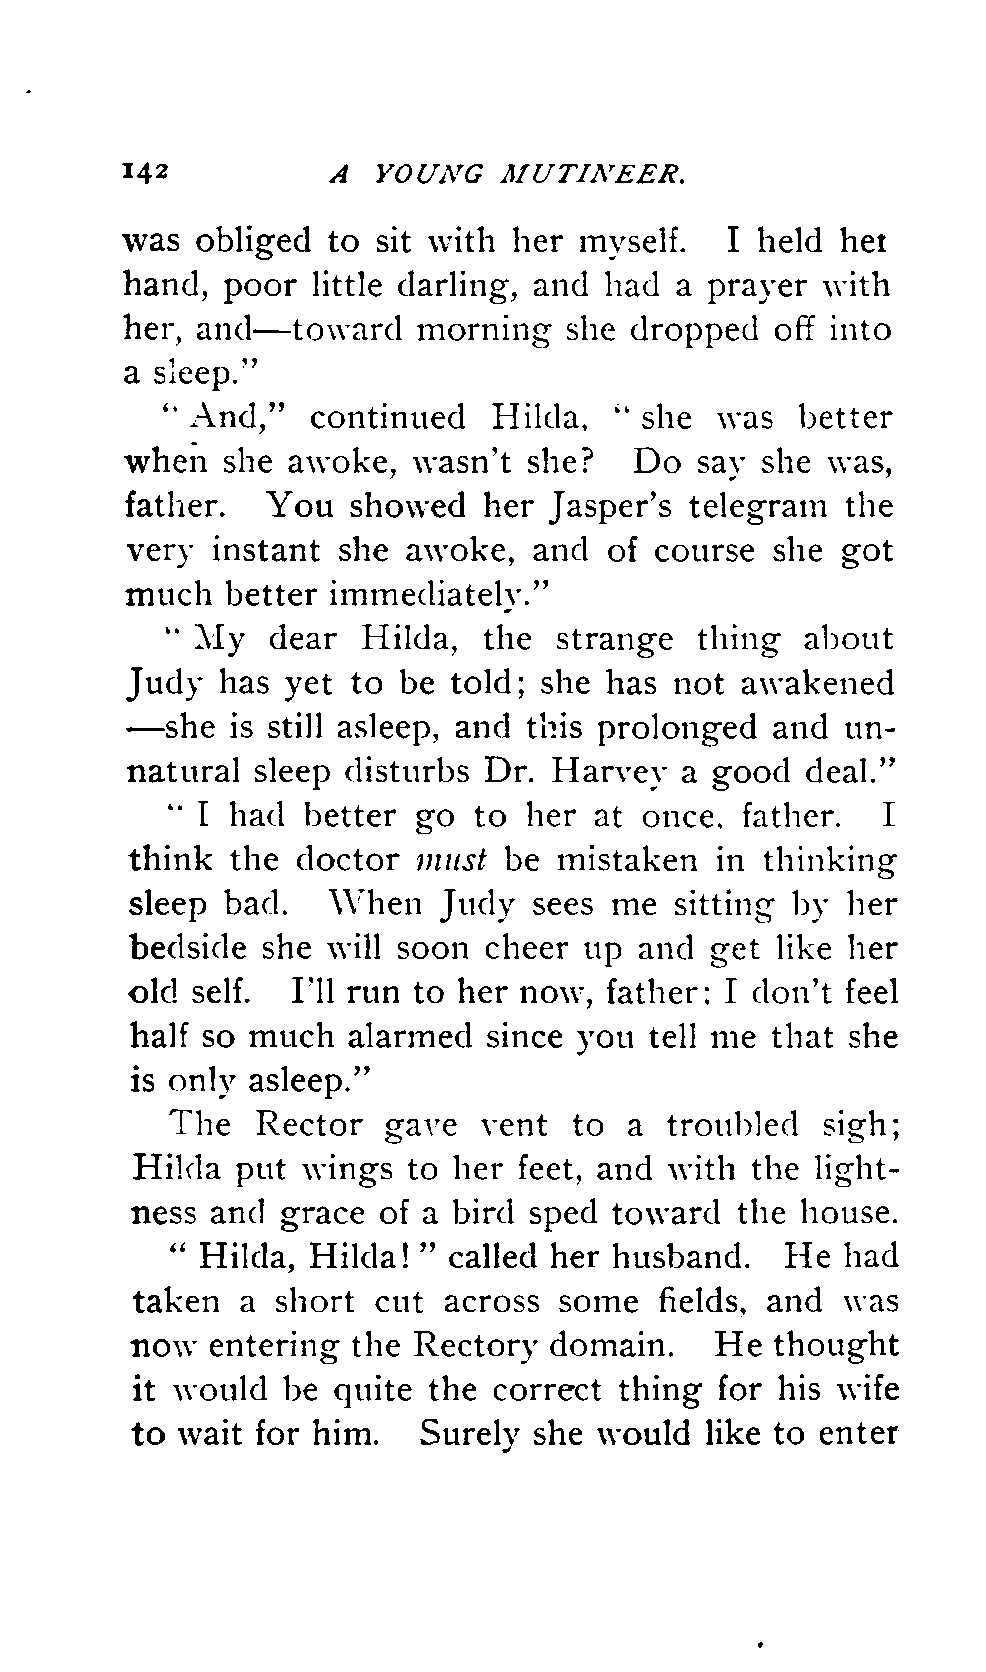 142 A YOUNG MUTINEER.
was obliged to sit with her myself. I held her
hand, poor little darling, and had a prayer with
her, and—toward morning she dropped off into
a sleep."
"And," continued Hilda, "she was better
when she awoke, wasn't she? Do say she was,
father. You showed her Jasper's telegram the
very instant she awoke, and of course she got
much better immediately."
"My dear Hilda, the strange thing about
Judy has yet to be told; she has not awakened
—she is still asleep, and this prolonged and un-
natural sleep disturbs Dr. Harvey a good deal."
"I had better go to her at once, father. I
think the doctor must be mistaken in thinking
sleep bad. When Judy sees me sitting by her
bedside she will soon cheer up and get like her
old self. I'll run to her now, father: I don't feel
half so much alarmed since you tell me that she
is only asleep."
The Rector gave vent to a troubled sigh;
Hilda put wings to her feet, and with the light-
ness and grace of a bird sped toward the house.
"Hilda, Hilda!" called her husband. He had
taken a short cut across some fields, and was
now entering the Rectory domain. He thought
it would be quite the correct thing for his wife
to wait for him. Surely she would like to enter